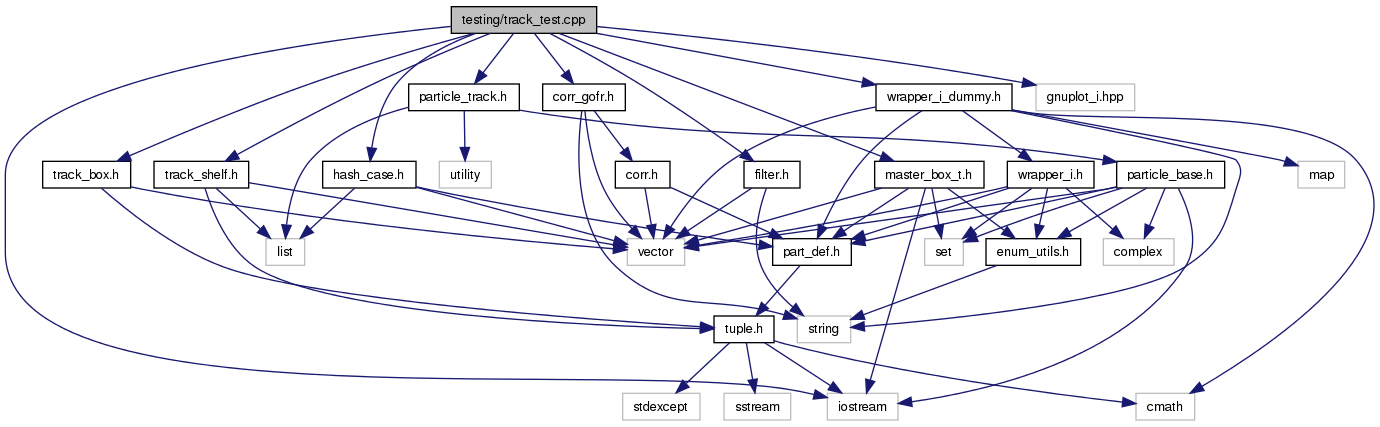 testing/track_test.cpp
particle_track.h
corr_gofr.h
wrapper_i_dummy.h
gnuplot_i.hpp
track_box.h
track_shelf.h
hash_case.h
utility
corr.h
filter.h
master_box_t.h
wrapper_i.h
particle_base.h
map
list
vector
part_def.h
set
enum_utils.h
complex
tuple.h
string
stdexcept
sstream
iostream
cmath